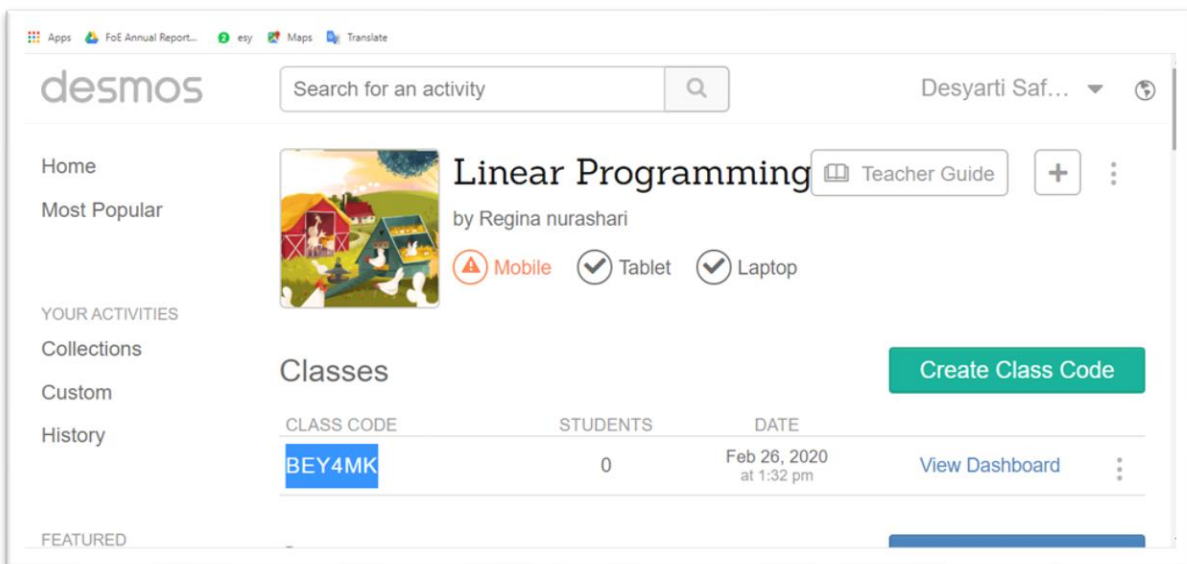 Apps FoE Annual Report... esy Maps Translate
desmos Search for an activity Desyarti Saf...
Home
Most Popular
Linear Programming Teacher Guide +
by Regina nurashari
Mobile Tablet Laptop
YOUR ACTIVITIES
Collections
Custom
History
Classes Create Class Code
CLASS CODE STUDENTS DATE
BEY4MK 0 Feb 26, 2020 View Dashboard
at 1:32 pm
FEATURED